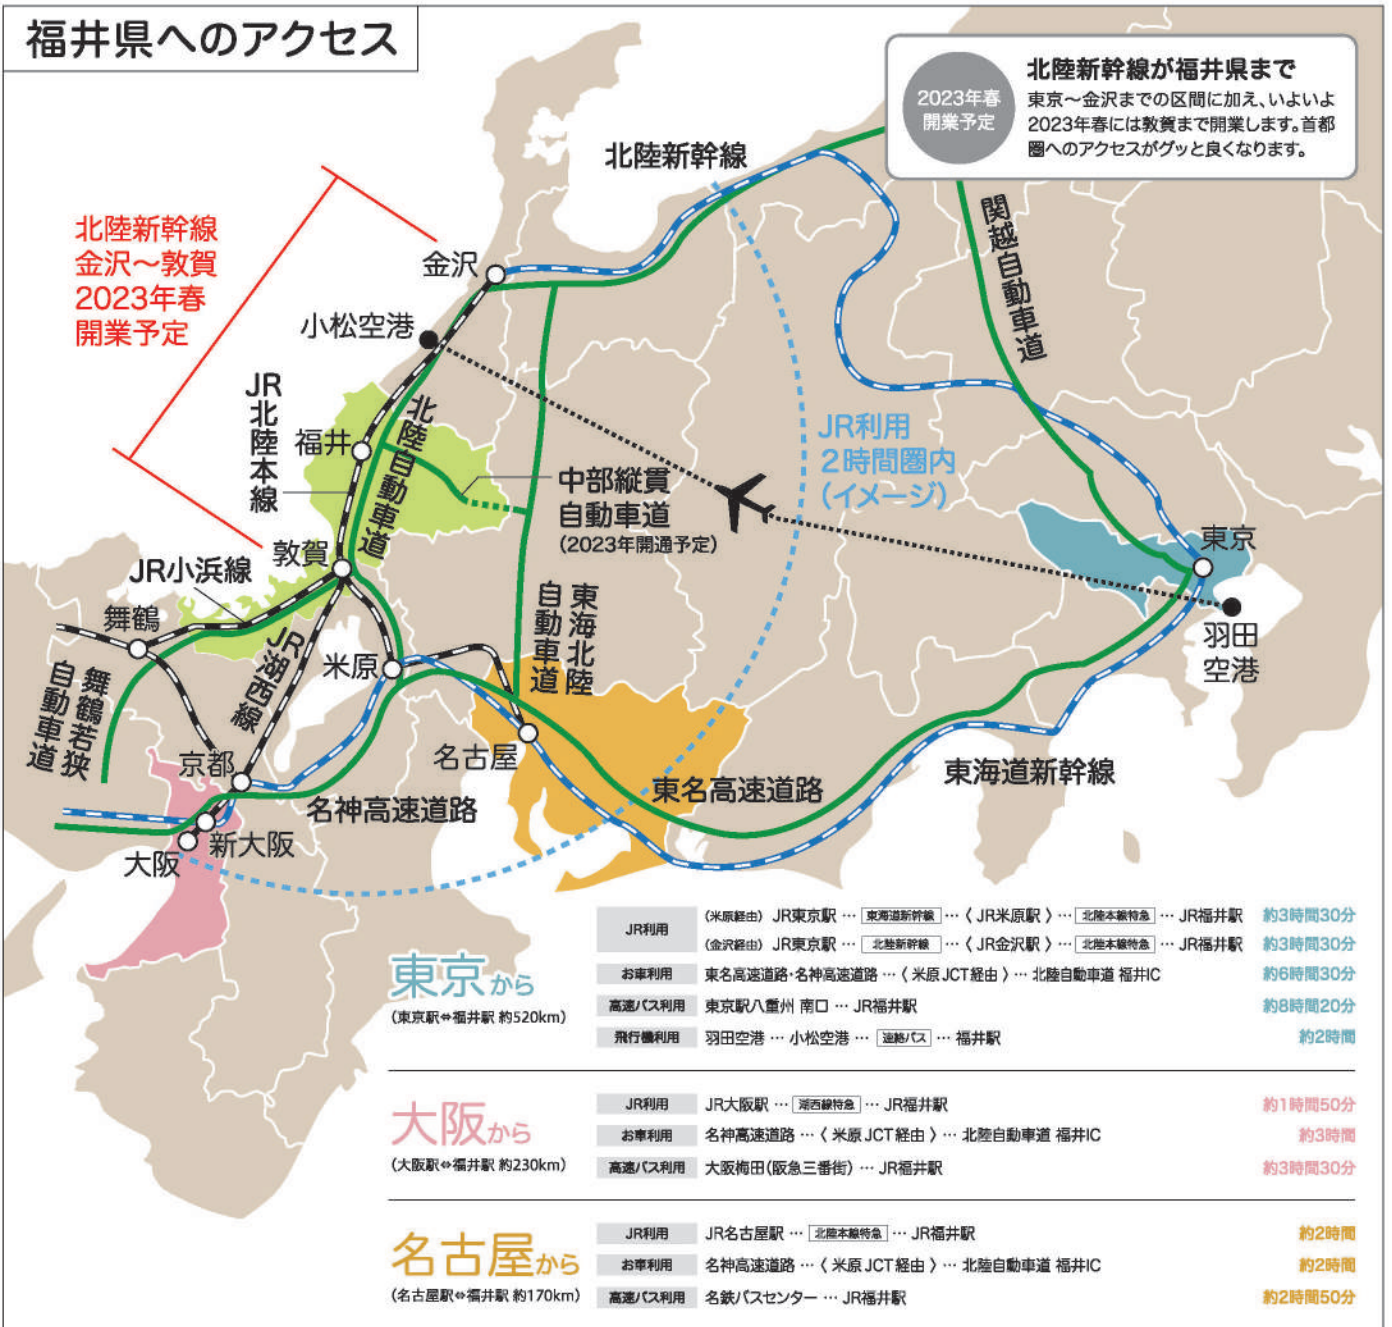 福井県へのアクセス
2023年春
開業予定
北陸新幹線が福井県まで
東京～金沢までの区間に加え、いよいよ
2023年春には敦賀まで開業します。首都
圏へのアクセスがグッと良くなります。
北陸新幹線
北陸新幹線
金沢～敦賀
2023年春
開業予定
関越自動車道
金沢
小松空港
JR北陸本線
福井
北陸自動車道
JR利用
2時間圏内
(イメージ)
中部縦貫
自動車道
(2023年開通予定)
敦賀
JR小浜線
東京
羽田
空港
舞鶴
東海北陸
自動車道
JR湖西線
米原
舞鶴若狭
自動車道
京都
名古屋
東海道新幹線
東名高速道路
名神高速道路
新大阪
大阪
東京から
(東京駅⇔福井駅 約520km)
JR利用
(米原経由) JR東京駅 … 東海道新幹線 … 〈 JR米原駅 〉 … 北陸本線特急 … JR福井駅 約3時間30分
(金沢経由) JR東京駅 … 北陸新幹線 … 〈 JR金沢駅 〉 … 北陸本線特急 … JR福井駅 約3時間30分
お車利用 東名高速道路・名神高速道路 … 〈 米原JCT経由 〉 … 北陸自動車道 福井IC 約6時間30分
高速バス利用 東京駅八重州 南口 … JR福井駅 約8時間20分
飛行機利用 羽田空港 … 小松空港 … 連絡バス … 福井駅 約2時間
大阪から
(大阪駅⇔福井駅 約230km)
JR利用 JR大阪駅 … 湖西線特急 … JR福井駅 約1時間50分
お車利用 名神高速道路 … 〈 米原JCT経由 〉 … 北陸自動車道 福井IC 約3時間
高速バス利用 大阪梅田(阪急三番街) … JR福井駅 約3時間30分
名古屋から
(名古屋駅⇔福井駅 約170km)
JR利用 JR名古屋駅 … 北陸本線特急 … JR福井駅 約2時間
お車利用 名神高速道路 … 〈 米原JCT経由 〉 … 北陸自動車道 福井IC 約2時間
高速バス利用 名鉄バスセンター … JR福井駅 約2時間50分